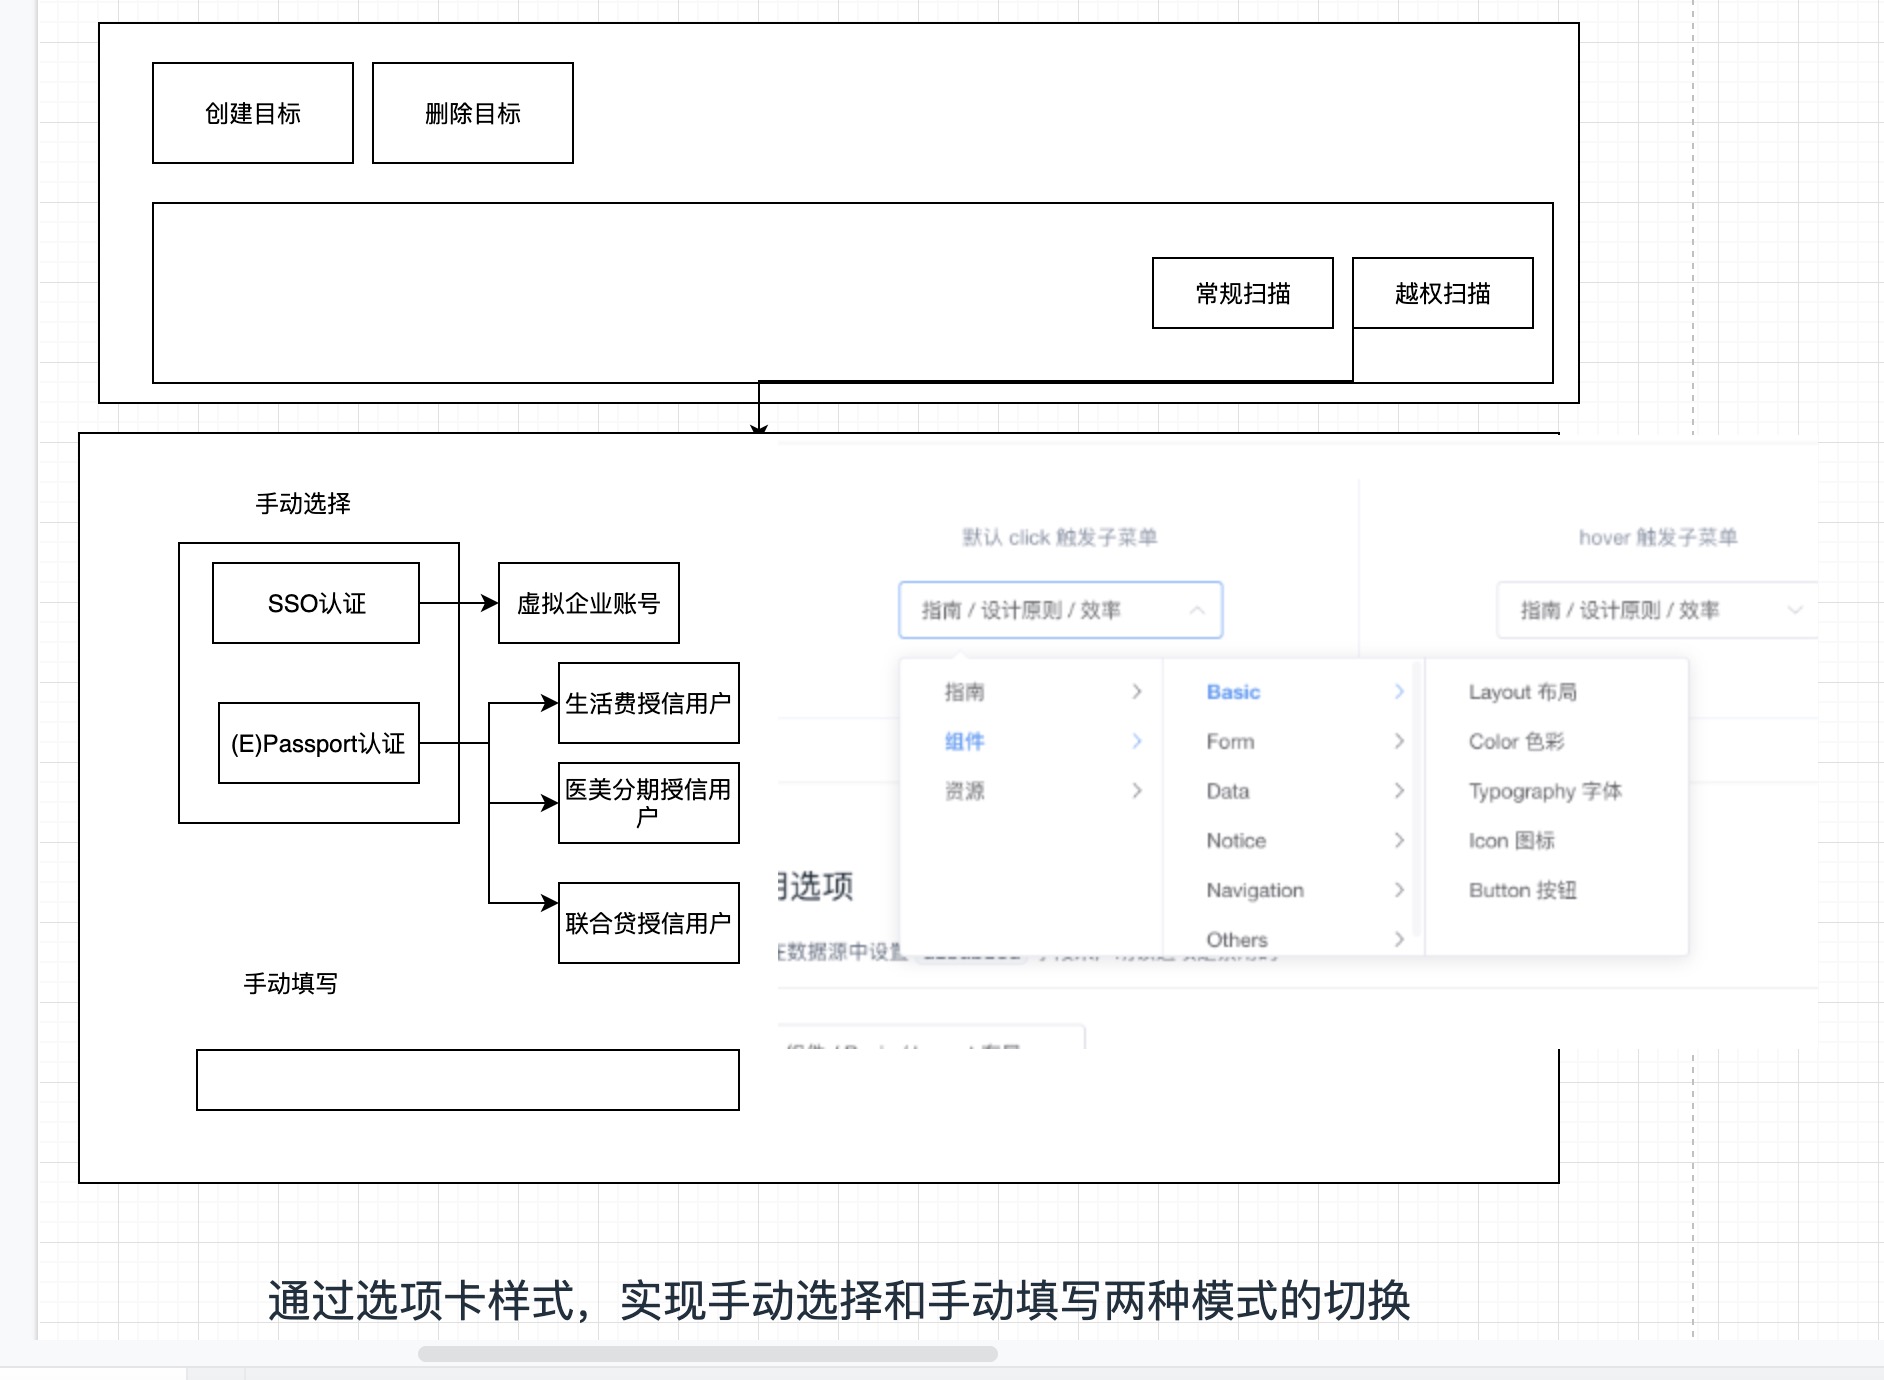 创建目标
删除目标
常规扫描
越权扫描
手动选择
SSO认证
虚拟企业账号
(E)Passport认证
生活费授信用户
医美分期授信用
户
联合贷授信用户
手动填写
默认 click 触发子菜单
hover 触发子菜单
指南 / 设计原则 / 效率
指南 / 设计原则 / 效率
指南
组件
资源
Basic
Form
Data
Notice
Navigation
Others
Layout 布局
Color 色彩
Typography 字体
Icon 图标
Button 按钮
选项
数据源中设置
通过选项卡样式，实现手动选择和手动填写两种模式的切换